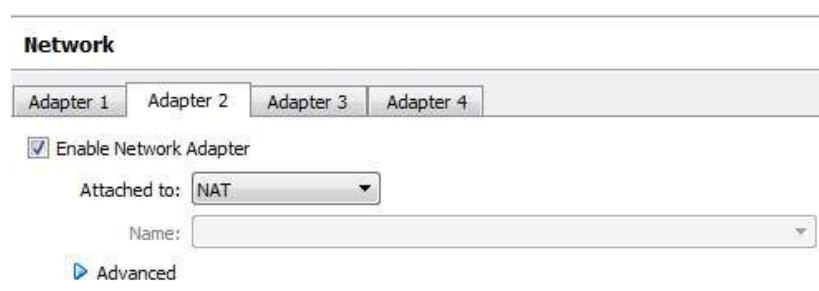 Network
Adapter 1 Adapter 2 Adapter 3 Adapter 4
Enable Network Adapter
Attached to: NAT
Name:
Advanced